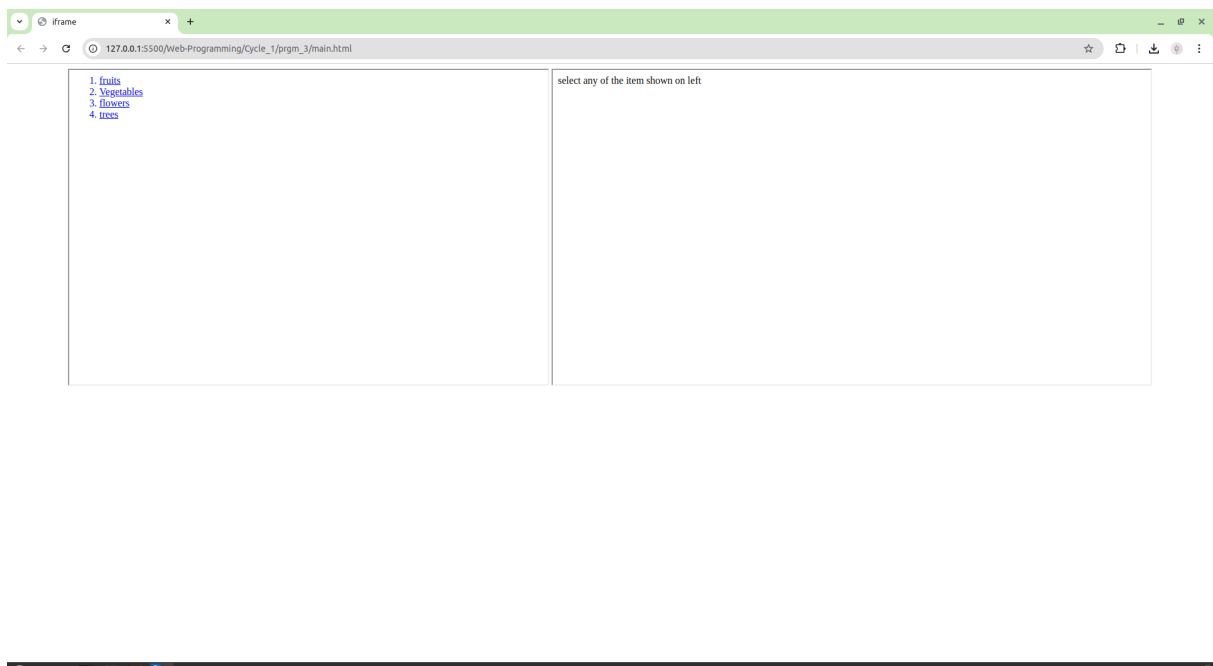 iframe
127.0.0.1:5500/Web-Programming/Cycle_1/prgm_3/main.html
1. fruits
2. Vegetables
3. flowers
4. trees
select any of the item shown on left